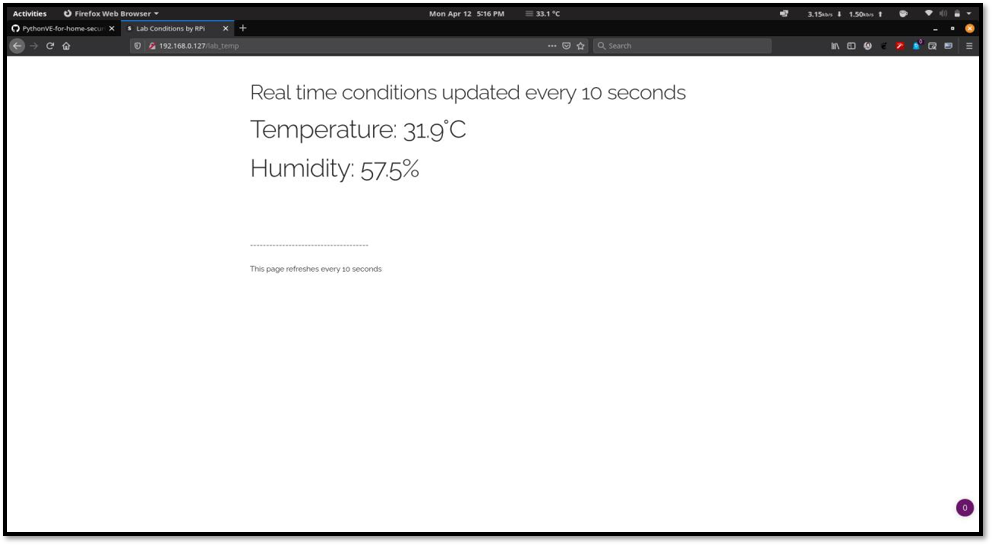 Activities Firefox Web Browser Mon Apr 12 5:16 PM 33.1 °C 3.15kB/s 1.50kB/s
PythonVE-for-home-secur Lab Conditions by RPi
192.168.0.127/lab_temp Search
Real time conditions updated every 10 seconds
Temperature: 31.9°C
Humidity: 57.5%
-------------------------------------
This page refreshes every 10 seconds
0